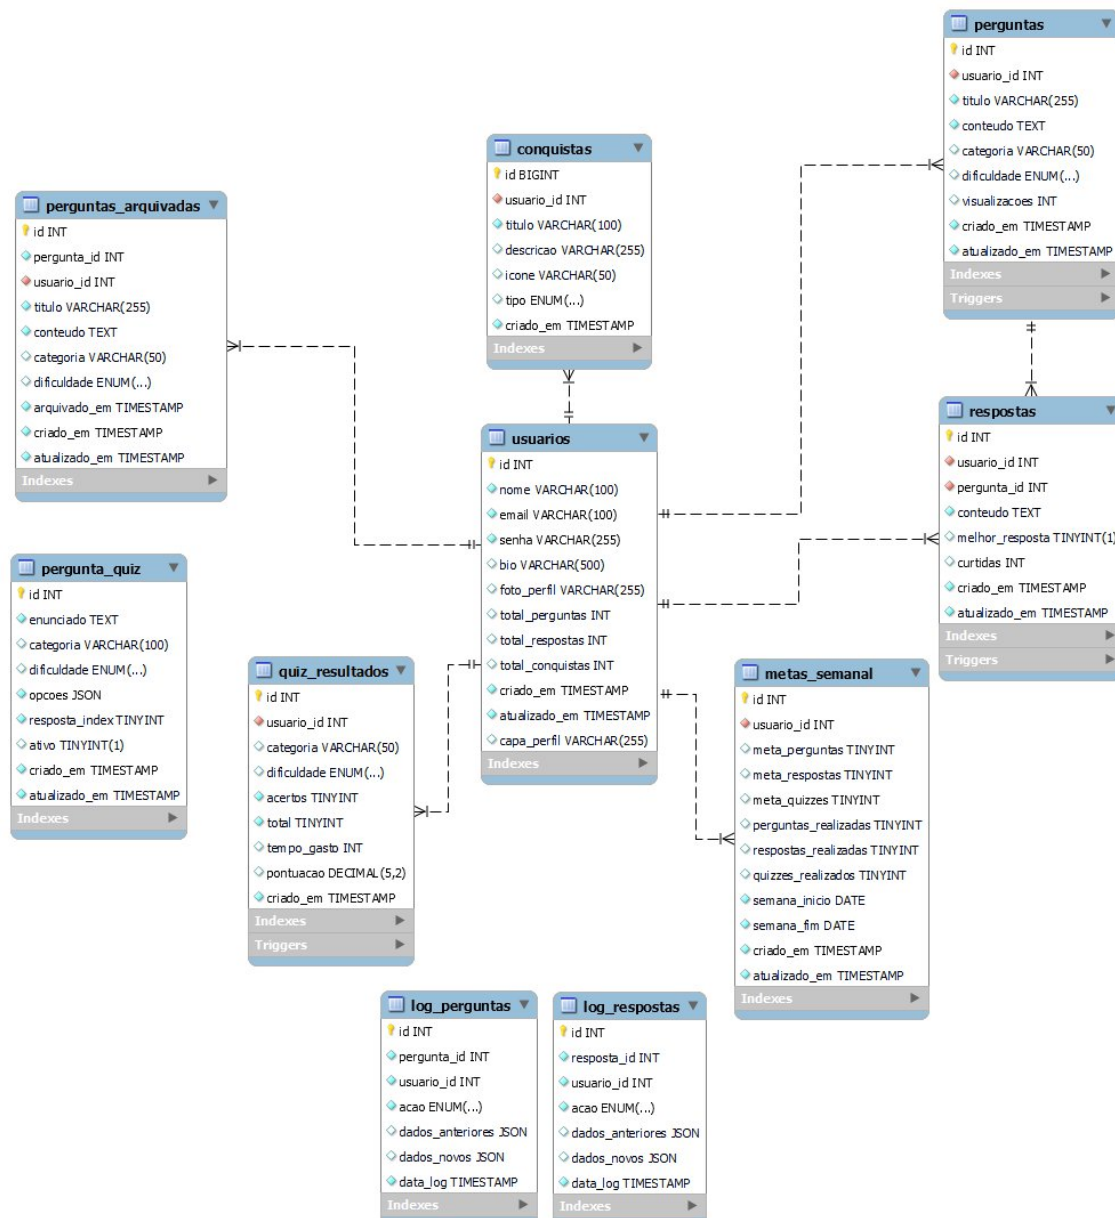 perguntas
id INT
usuario_id INT
titulo VARCHAR(255)
conteudo TEXT
categoria VARCHAR(50)
dificuldade ENUM(...)
visualizacoes INT
criado_em TIMESTAMP
atualizado_em TIMESTAMP
Indexes
Triggers
conquistas
id BIGINT
usuario_id INT
titulo VARCHAR(100)
descricao VARCHAR(255)
icone VARCHAR(50)
tipo ENUM(...)
criado_em TIMESTAMP
Indexes
perguntas_arquivadas
id INT
pergunta_id INT
usuario_id INT
titulo VARCHAR(255)
conteudo TEXT
categoria VARCHAR(50)
dificuldade ENUM(...)
arquivado_em TIMESTAMP
criado_em TIMESTAMP
atualizado_em TIMESTAMP
Indexes
respostas
id INT
usuario_id INT
pergunta_id INT
conteudo TEXT
melhor_resposta TINYINT(1)
curtidas INT
criado_em TIMESTAMP
atualizado_em TIMESTAMP
Indexes
Triggers
usuarios
id INT
nome VARCHAR(100)
email VARCHAR(100)
senha VARCHAR(255)
bio VARCHAR(500)
foto_perfil VARCHAR(255)
total_perguntas INT
total_respostas INT
total_conquistas INT
criado_em TIMESTAMP
atualizado_em TIMESTAMP
capa_perfil VARCHAR(255)
Indexes
pergunta_quiz
id INT
enunciado TEXT
categoria VARCHAR(100)
dificuldade ENUM(...)
opcoes JSON
resposta_index TINYINT
ativo TINYINT(1)
criado_em TIMESTAMP
atualizado_em TIMESTAMP
Indexes
quiz_resultados
id INT
usuario_id INT
categoria VARCHAR(50)
dificuldade ENUM(...)
acertos TINYINT
total TINYINT
tempo_gasto INT
pontuacao DECIMAL(5,2)
criado_em TIMESTAMP
Indexes
Triggers
metas_semanal
id INT
usuario_id INT
meta_perguntas TINYINT
meta_respostas TINYINT
meta_quizzes TINYINT
perguntas_realizadas TINYINT
respostas_realizadas TINYINT
quizzes_realizados TINYINT
semana_inicio DATE
semana_fim DATE
criado_em TIMESTAMP
atualizado_em TIMESTAMP
Indexes
log_perguntas
id INT
pergunta_id INT
usuario_id INT
acao ENUM(...)
dados_anteriores JSON
dados_novos JSON
data_log TIMESTAMP
Indexes
log_respostas
id INT
resposta_id INT
usuario_id INT
acao ENUM(...)
dados_anteriores JSON
dados_novos JSON
data_log TIMESTAMP
Indexes